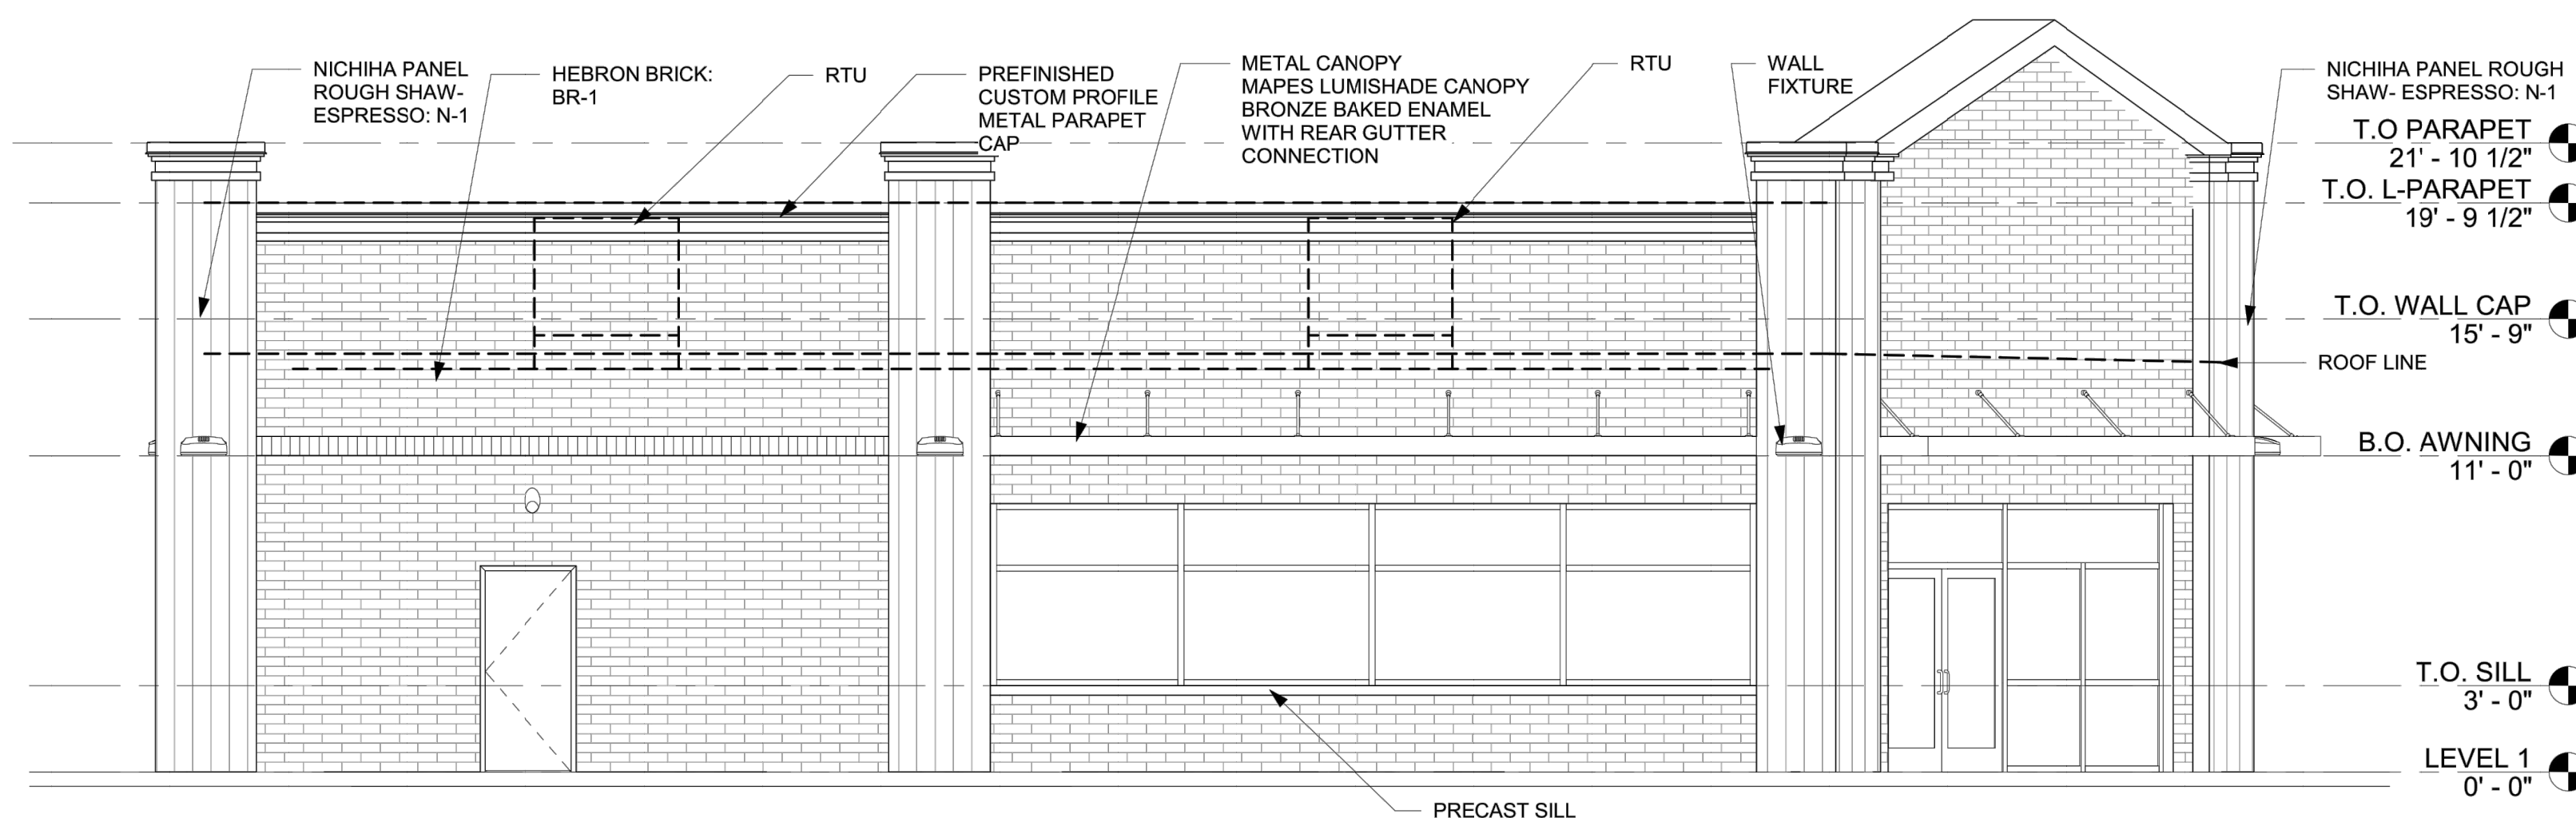 NICHIHA PANEL
ROUGH SHAW-
ESPRESSO: N-1
HEBRON BRICK:
BR-1
RTU
PREFINISHED
CUSTOM PROFILE
METAL PARAPET
CAP
METAL CANOPY
MAPES LUMISHADE CANOPY
BRONZE BAKED ENAMEL
WITH REAR GUTTER
CONNECTION
RTU
WALL
FIXTURE
NICHIHA PANEL ROUGH
SHAW- ESPRESSO: N-1
T.O PARAPET
21' - 10 1/2"
T.O. L-PARAPET
19' - 9 1/2"
T.O. WALL CAP
15' - 9"
ROOF LINE
B.O. AWNING
11' - 0"
T.O. SILL
3' - 0"
LEVEL 1
0' - 0"
PRECAST SILL